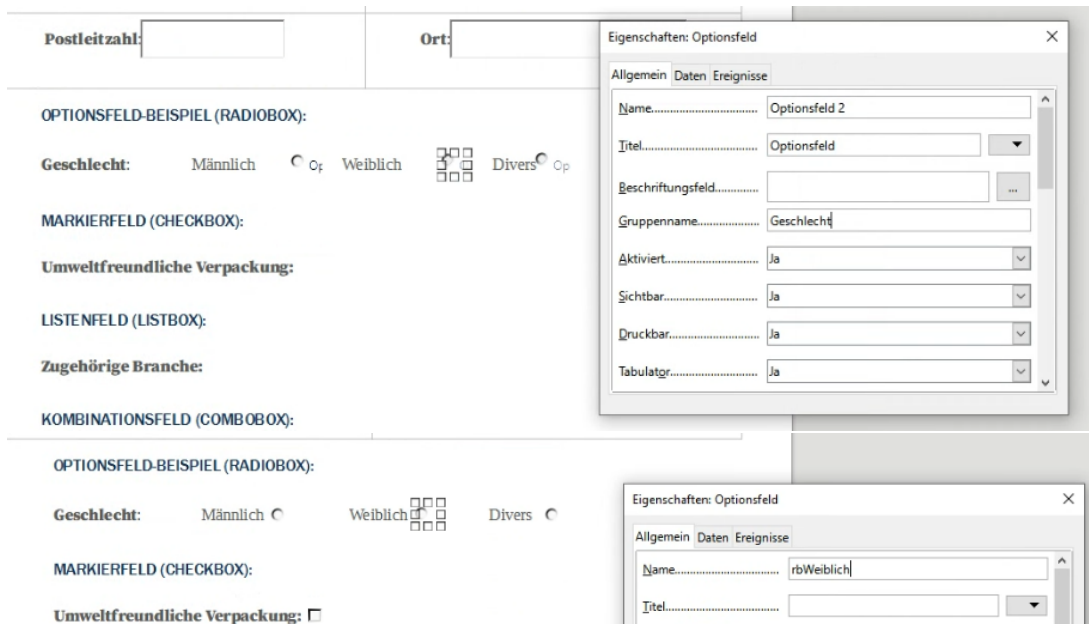 Postleitzahl: Ort:
OPTIONSFELD-BEISPIEL (RADIOBOX):
Geschlecht: Männlich Op Weiblich Divers Op
MARKIERFELD (CHECKBOX):
Umweltfreundliche Verpackung:
LISTENFELD (LISTBOX):
Zugehörige Branche:
KOMBINATIONSFELD (COMBOBOX):
Eigenschaften: Optionsfeld
Allgemein Daten Ereignisse
Name................................ Optionsfeld 2
Titel................................... Optionsfeld
Beschriftungsfeld............. ...
Gruppenname................... Geschlecht
Aktiviert............................ Ja
Sichtbar............................. Ja
Druckbar........................... Ja
Tabulator........................... Ja
OPTIONSFELD-BEISPIEL (RADIOBOX):
Geschlecht: Männlich Weiblich Divers
MARKIERFELD (CHECKBOX):
Umweltfreundliche Verpackung:
Eigenschaften: Optionsfeld
Allgemein Daten Ereignisse
Name................................ rbWeiblich
Titel...................................